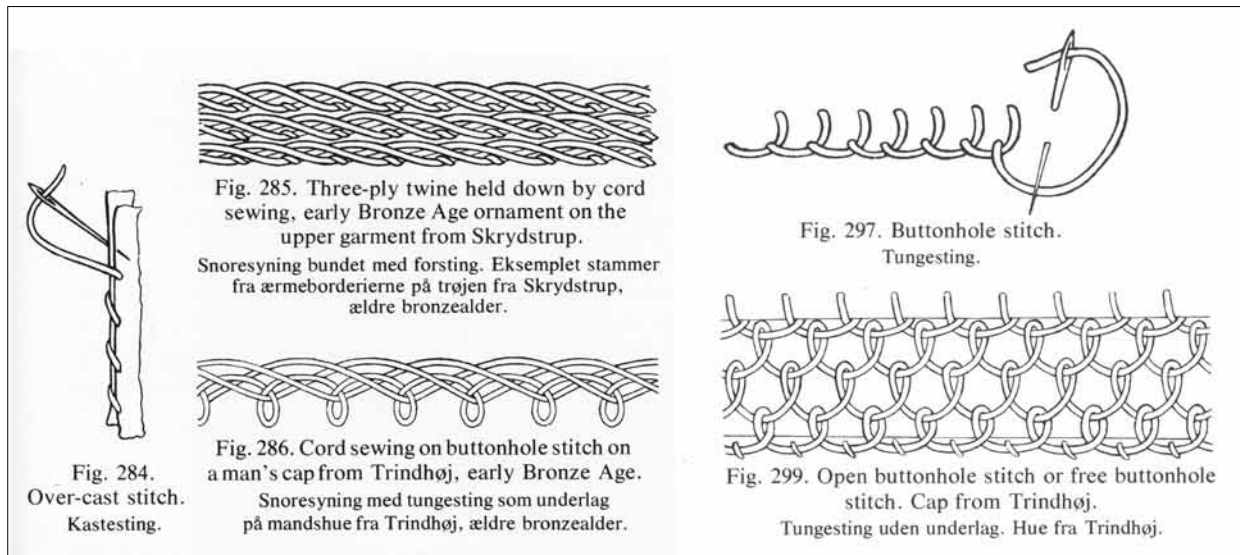 Fig. 284.
Over-cast stitch.
Kastesting.
Fig. 285. Three-ply twine held down by cord
sewing, early Bronze Age ornament on the
upper garment from Skrydstrup.
Snoresyning bundet med forsting. Eksemplet stammer
fra ærmeborderierne på trøjen fra Skrydstrup,
ældre bronzealder.
Fig. 286. Cord sewing on buttonhole stitch on
a man's cap from Trindhøj, early Bronze Age.
Snoresyning med tungesting som underlag
på mandshue fra Trindhøj, ældre bronzealder.
Fig. 297. Buttonhole stitch.
Tungesting.
Fig. 299. Open buttonhole stitch or free buttonhole
stitch. Cap from Trindhøj.
Tungesting uden underlag. Hue fra Trindhøj.